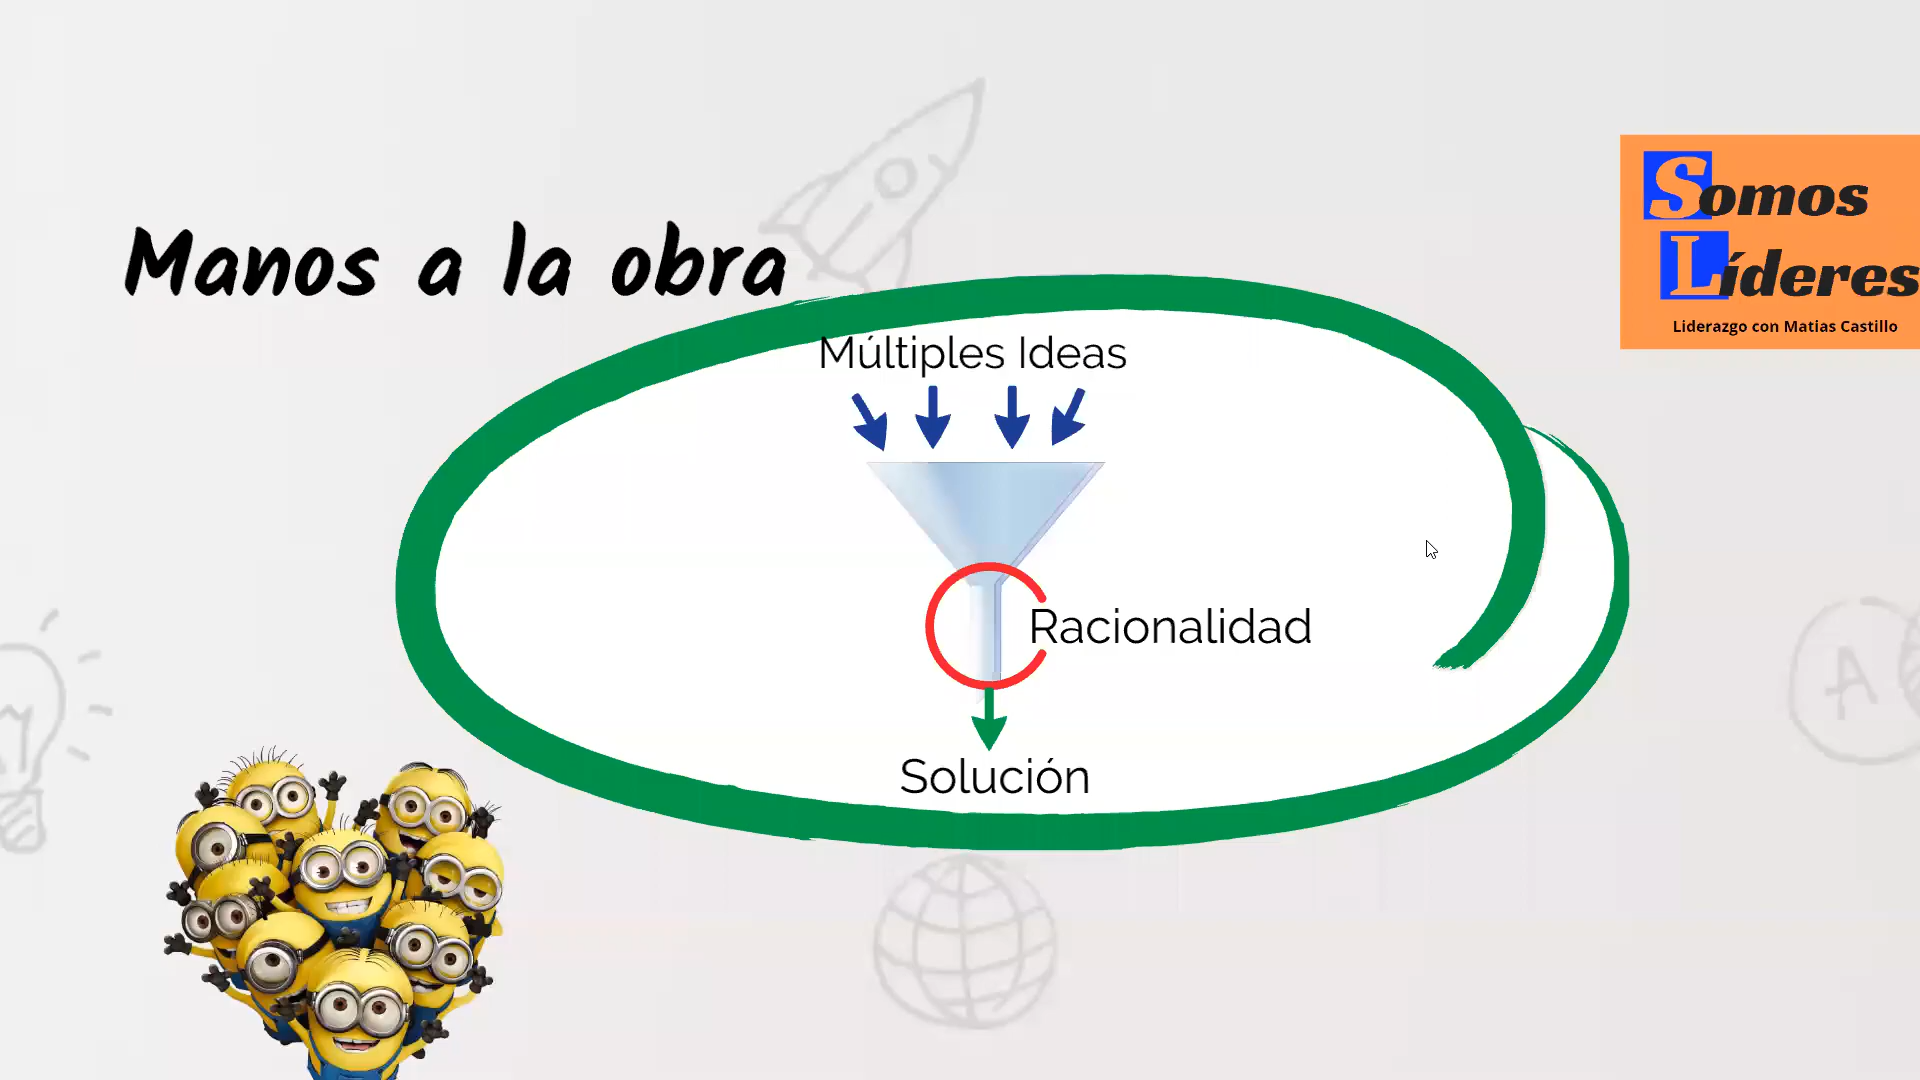 Manos a la obra
Somos
Líderes
Liderazgo con Matias Castillo
Múltiples Ideas
Racionalidad
Solución
A